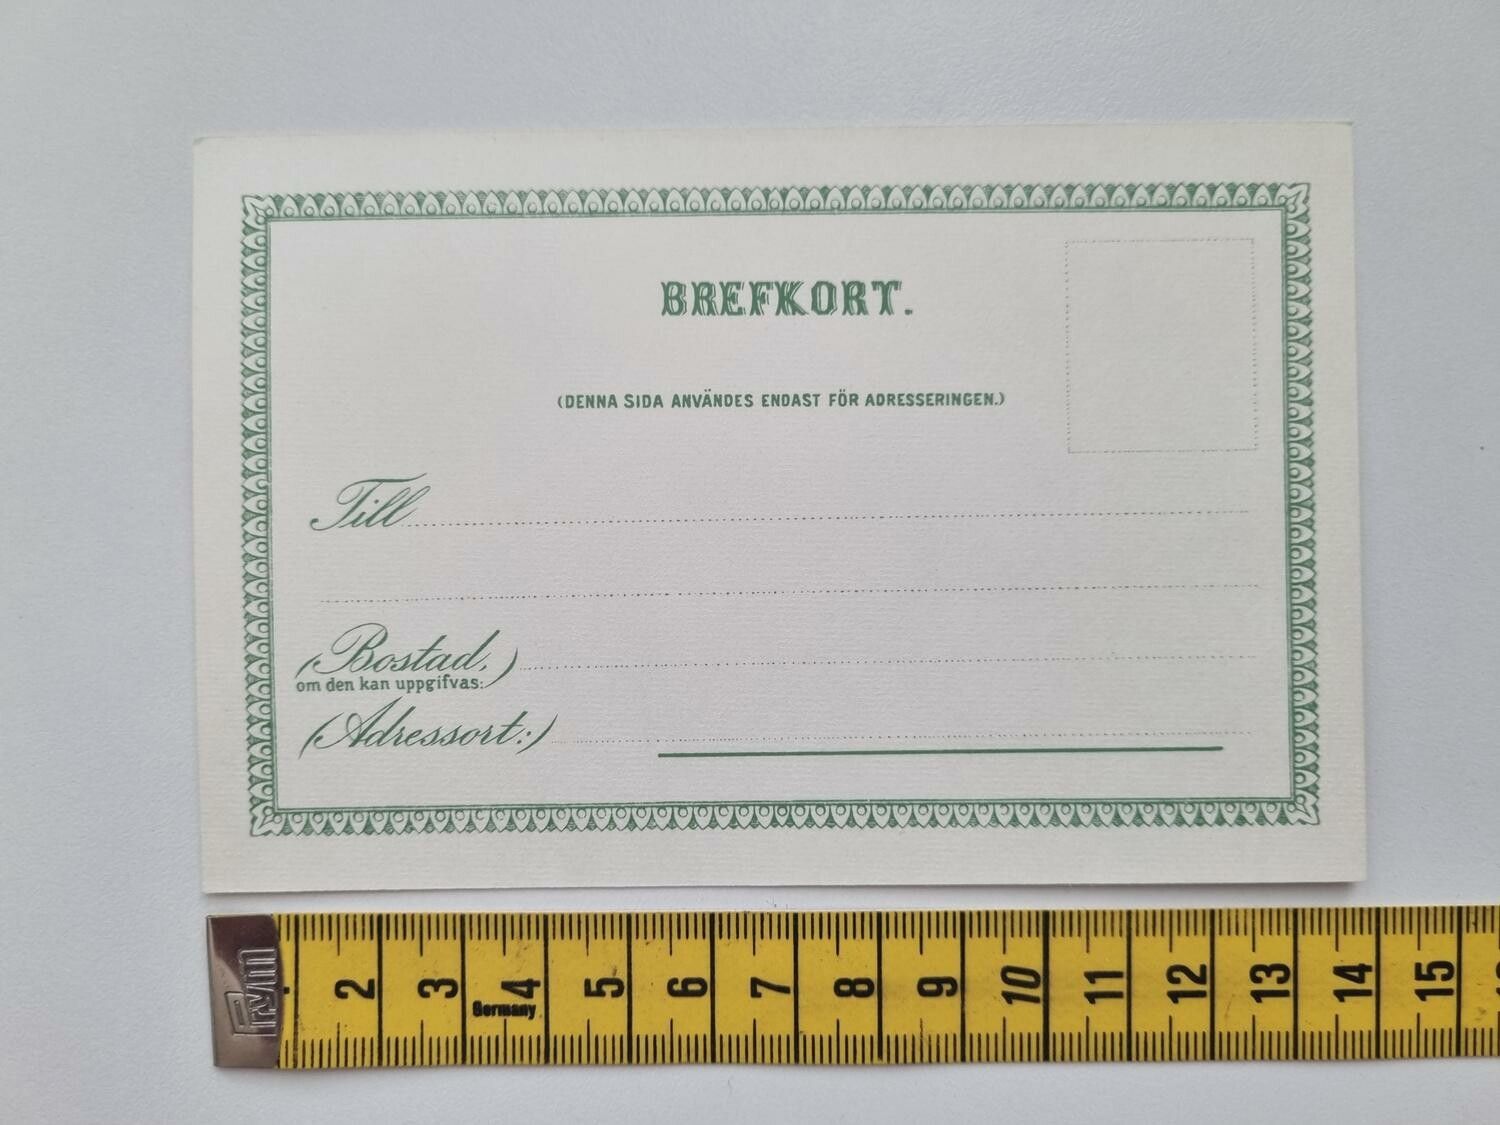 BREFKORT.
(DENNA SIDA ANVÄNDES ENDAST FÖR ADRESSERINGEN.)
Till
(Bostad,)
om den kan uppgifvas:
(Adressort:)
Prym
2 3 4 5 6 7 8 9 10 11 12 13 14 15
Germany